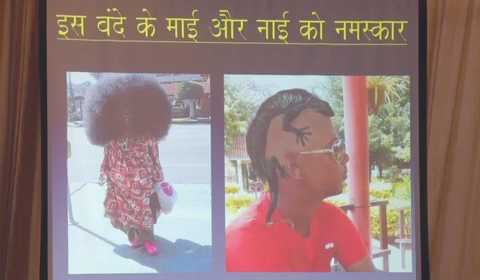 इस बंदे के माई और नाई को नमस्कार